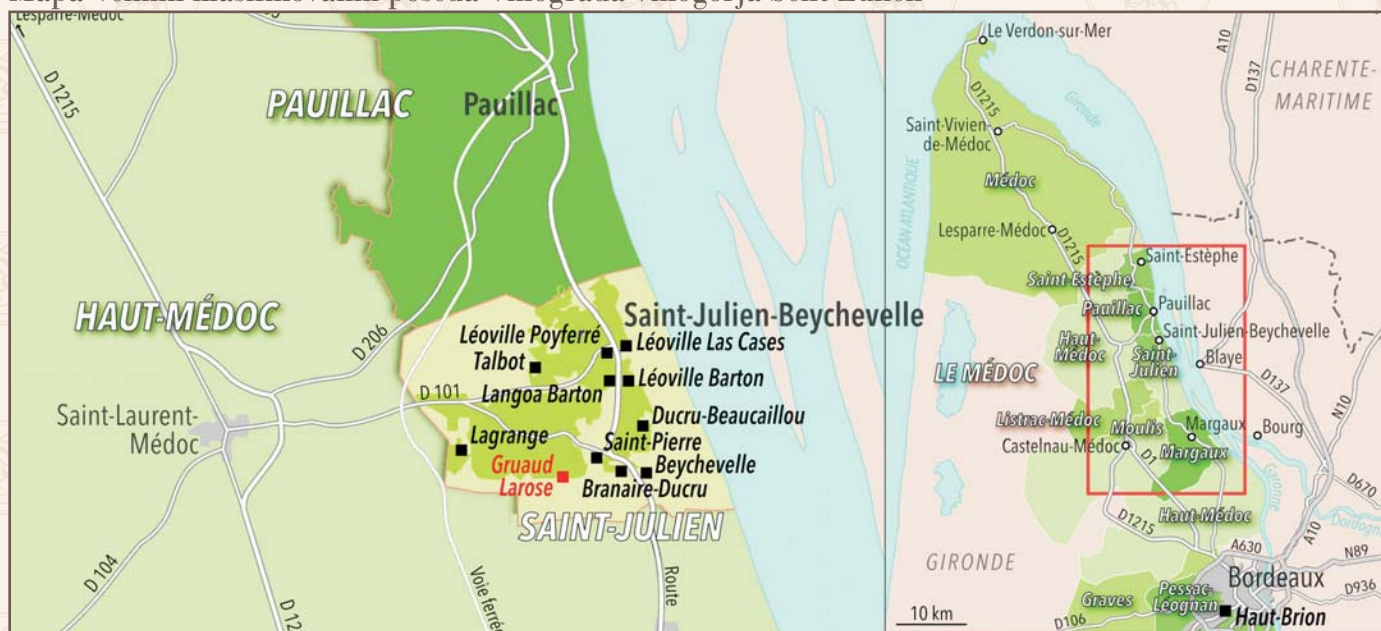 Lesparre-Médoc
D 1215
PAUILLAC
Pauillac
HAUT-MÉDOC
D 206
Saint-Julien-Beychevelle
Léoville Poyferré
Léoville Las Cases
Talbot
Langoa Barton
Léoville Barton
D 101
Saint-Laurent-
Médoc
Ducru-Beaucaillou
Lagrange
Saint-Pierre
Gruaud
Larose
Beychevelle
Branaire-Ducru
SAINT-JULIEN
D 104
D 12
Voie ferrée
Route
Le Verdon-sur-Mer
A10
D137
CHARENTE-
MARITIME
D1215
Gironde
Saint-Vivien-
de-Médoc
Médoc
OCÉAN ATLANTIQUE
Lesparre-Médoc
D1215
Saint-Estèphe
Saint-Estèphe
Pauillac
Pauillac
Saint-Julien-Beychevelle
Haut-
Médoc
Saint-
Julien
Blaye
LE MÉDOC
D137
N10
Listrac-Médoc
Moulis
Margaux
Bourg
Castelnau-Médoc
Margaux
D1
Garonne
D670
Haut-Médoc
Dordogne
D1215
A10
GIRONDE
A630
N89
Bordeaux
D936
Pessac-
Léognan
Graves
10 km
D106
Haut-Brion